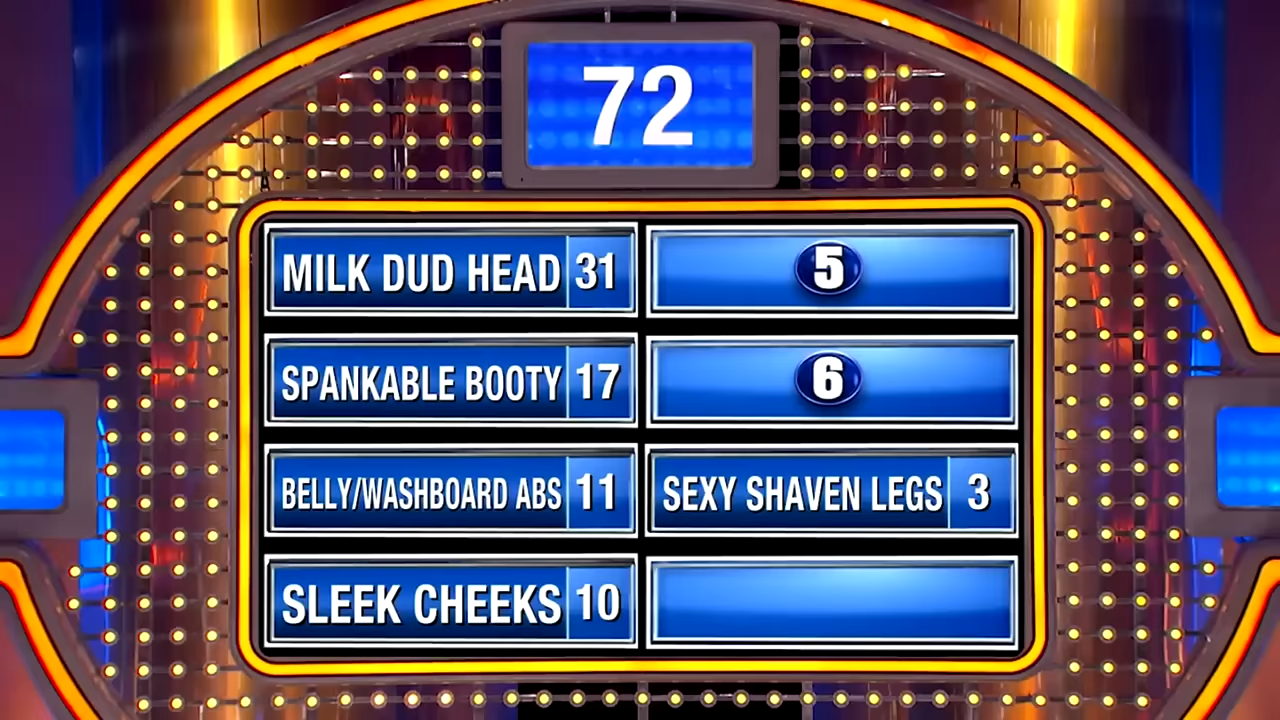 72
MILK DUD HEAD 31
SPANKABLE BOOTY 17
BELLY/WASHBOARD ABS 11
SLEEK CHEEKS 10
5
6
SEXY SHAVEN LEGS 3